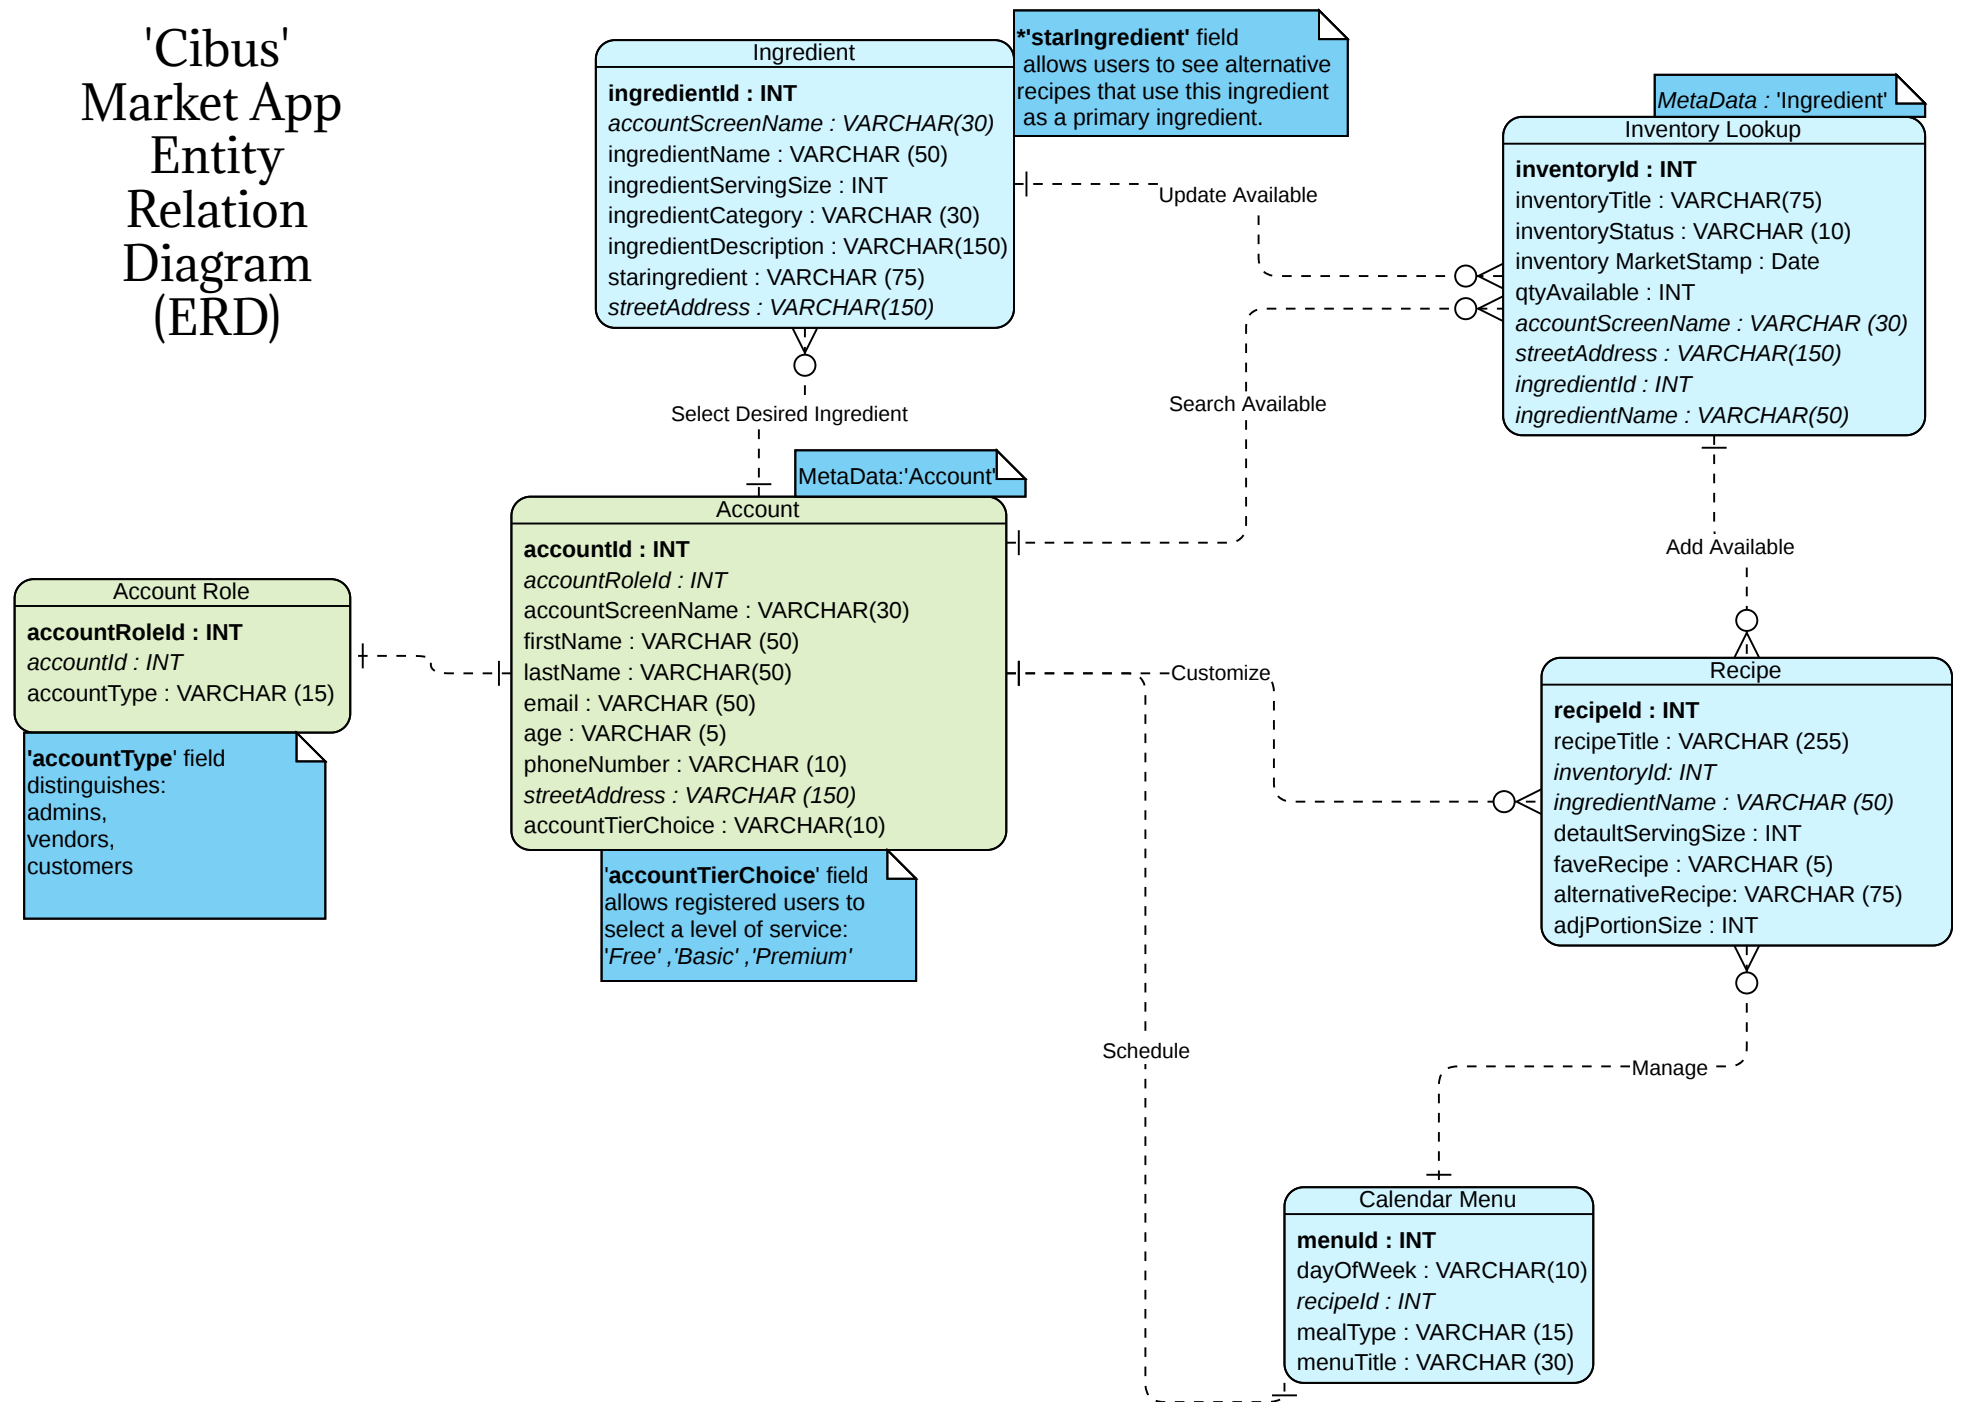 'Cibus'
Market App
Entity
Relation
Diagram
(ERD)
Ingredient
ingredientId : INT
accountScreenName : VARCHAR(30)
ingredientName : VARCHAR (50)
ingredientServingSize : INT
ingredientCategory : VARCHAR (30)
ingredientDescription : VARCHAR(150)
staringredient : VARCHAR (75)
streetAddress : VARCHAR(150)
*'starIngredient' field
allows users to see alternative
recipes that use this ingredient
as a primary ingredient.
MetaData : 'Ingredient'
Inventory Lookup
inventoryId : INT
inventoryTitle : VARCHAR(75)
inventoryStatus : VARCHAR (10)
inventory MarketStamp : Date
qtyAvailable : INT
accountScreenName : VARCHAR (30)
streetAddress : VARCHAR(150)
ingredientId : INT
ingredientName : VARCHAR(50)
Update Available
Search Available
Select Desired Ingredient
Add Available
MetaData:'Account'
Account
accountId : INT
accountRoleId : INT
accountScreenName : VARCHAR(30)
firstName : VARCHAR (50)
lastName : VARCHAR(50)
email : VARCHAR (50)
age : VARCHAR (5)
phoneNumber : VARCHAR (10)
streetAddress : VARCHAR (150)
accountTierChoice : VARCHAR(10)
'accountTierChoice' field
allows registered users to
select a level of service:
'Free' ,'Basic' ,'Premium'
Account Role
accountRoleId : INT
accountId : INT
accountType : VARCHAR (15)
'accountType' field
distinguishes:
admins,
vendors,
customers
Customize
Recipe
recipeId : INT
recipeTitle : VARCHAR (255)
inventoryId: INT
ingredientName : VARCHAR (50)
detaultServingSize : INT
faveRecipe : VARCHAR (5)
alternativeRecipe: VARCHAR (75)
adjPortionSize : INT
Schedule
Manage
Calendar Menu
menuId : INT
dayOfWeek : VARCHAR(10)
recipeId : INT
mealType : VARCHAR (15)
menuTitle : VARCHAR (30)